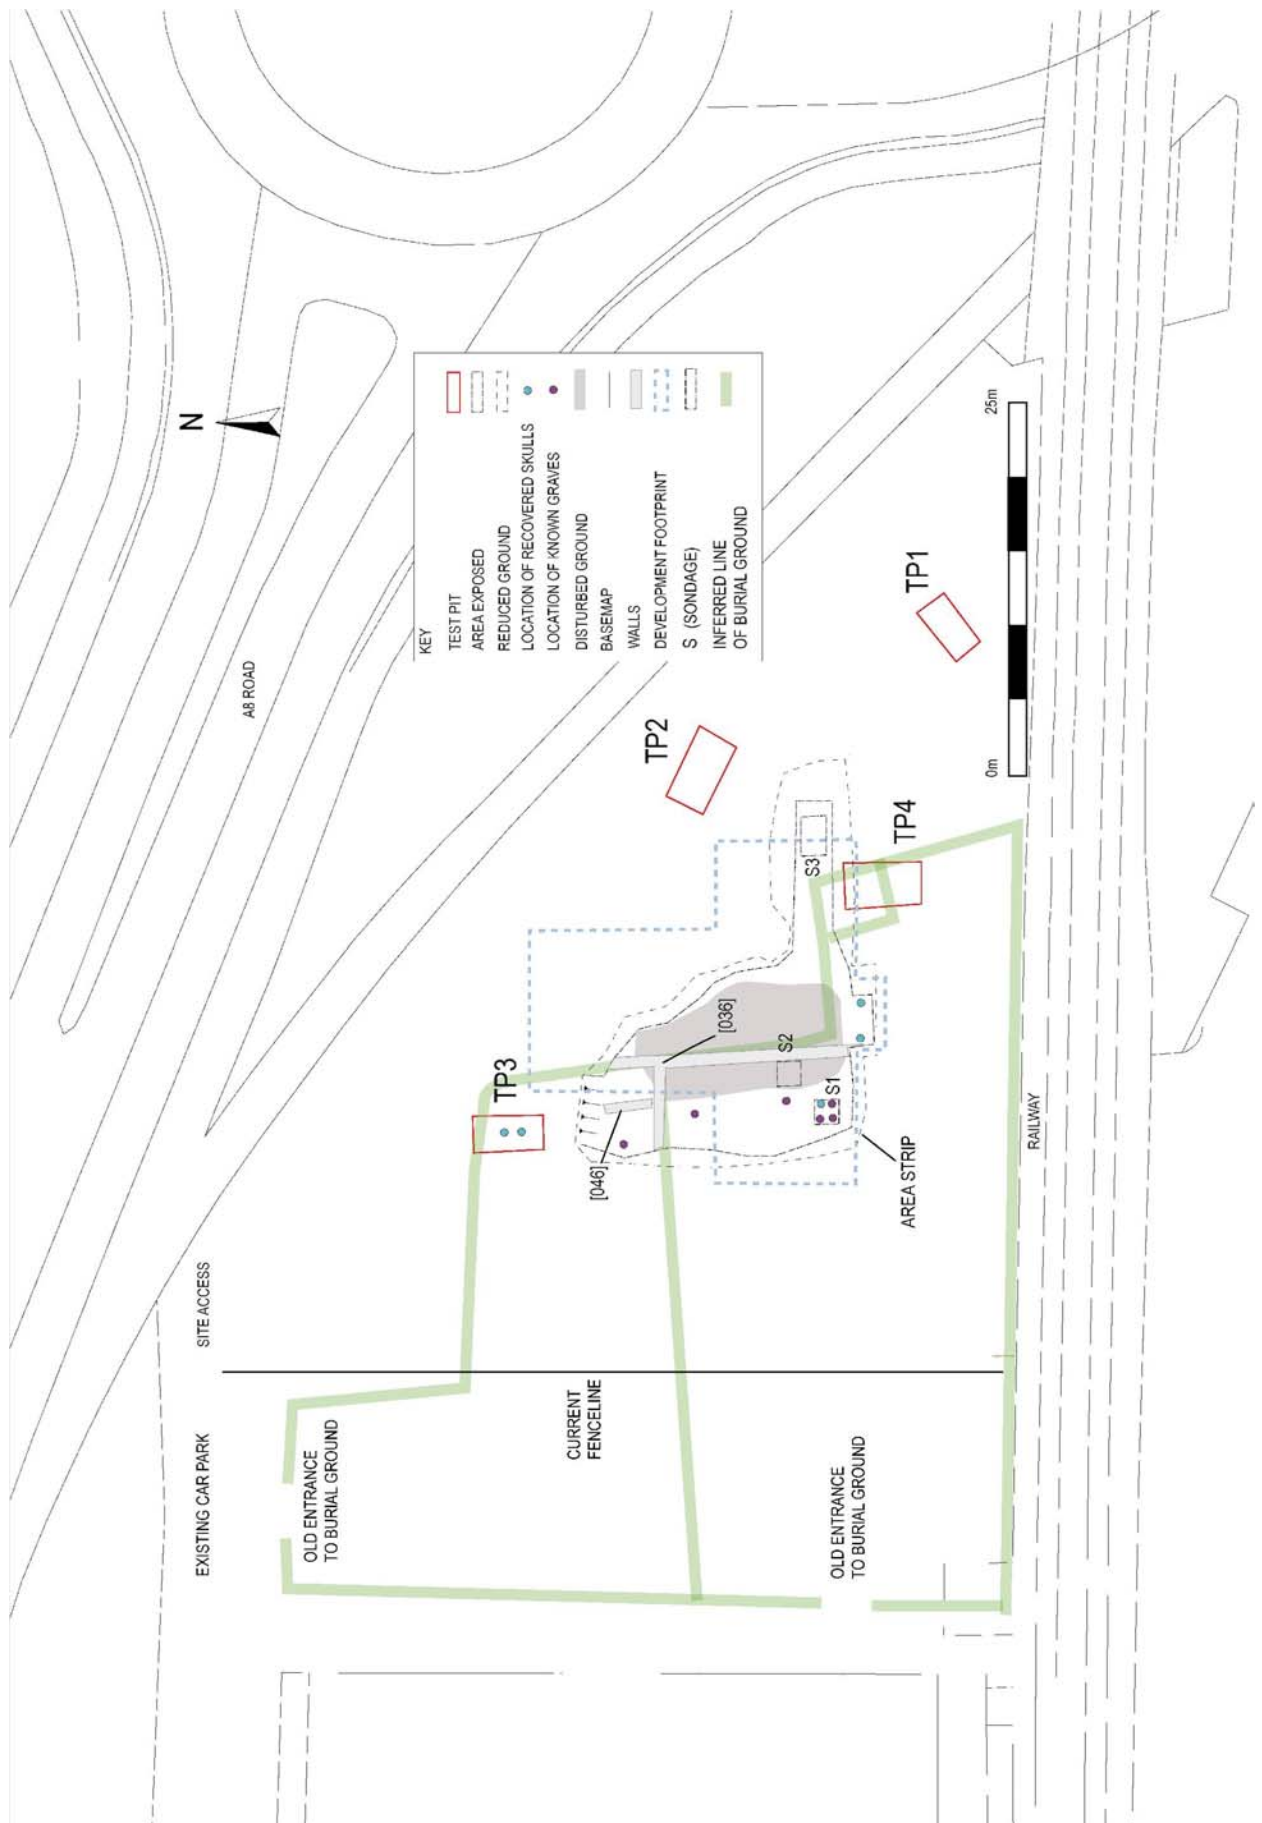 EXISTING CAR PARK
SITE ACCESS
A8 ROAD
N
OLD ENTRANCE
TO BURIAL GROUND
CURRENT
FENCELINE
OLD ENTRANCE
TO BURIAL GROUND
TP3
[046]
[036]
S2
S1
S3
AREA STRIP
RAILWAY
TP2
TP4
TP1
KEY
TEST PIT
AREA EXPOSED
REDUCED GROUND
LOCATION OF RECOVERED SKULLS
LOCATION OF KNOWN GRAVES
DISTURBED GROUND
BASEMAP
WALLS
DEVELOPMENT FOOTPRINT
S (SONDAGE)
INFERRED LINE
OF BURIAL GROUND
0m
25m